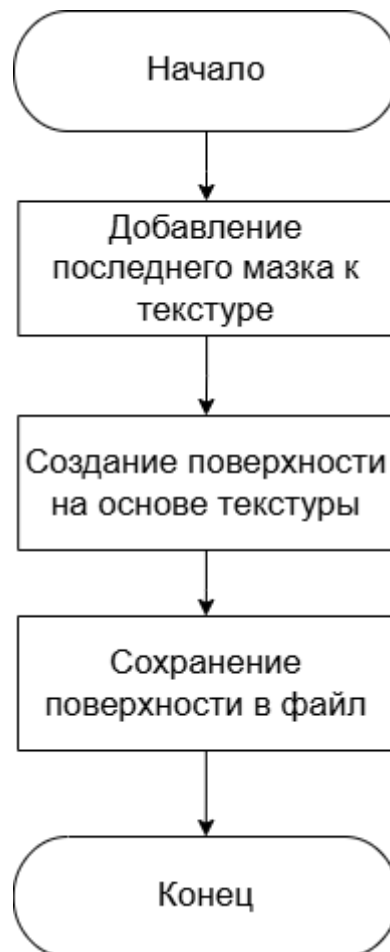 Начало
Добавление
последнего мазка к
текстуре
Создание поверхности
на основе текстуры
Сохранение
поверхности в файл
Конец